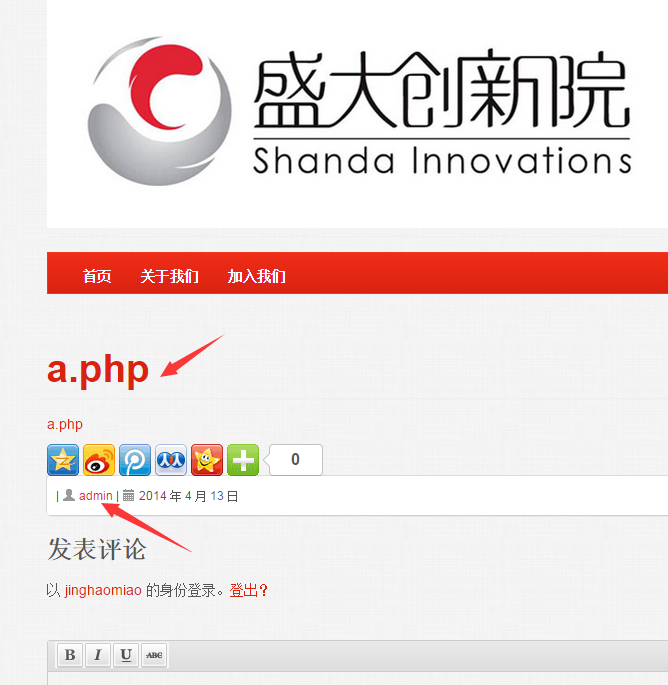 盛大创新院
Shanda Innovations
首页 关于我们 加入我们
a.php
a.php
0
| admin | 2014 年 4 月 13 日
发表评论
以 jinghaomiao 的身份登录。登出？
B I U ABC